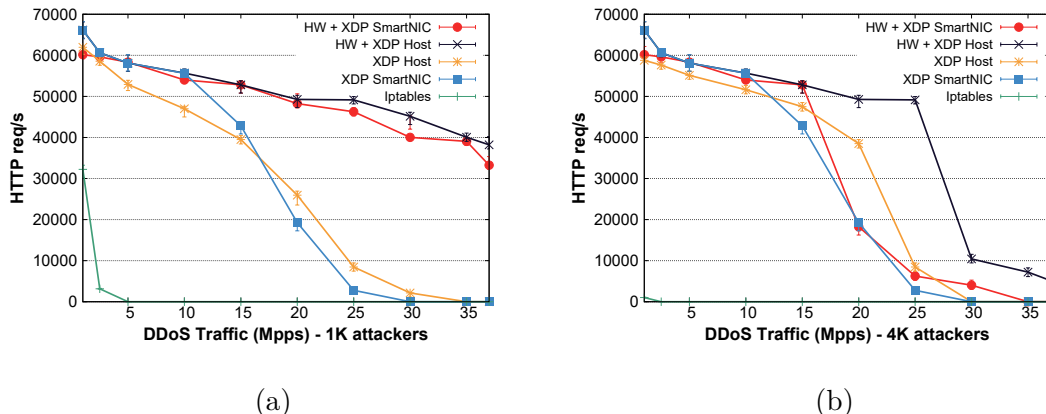 70000
60000
50000
40000
30000
20000
10000
0
HTTP req/s
5 10 15 20 25 30 35
DDoS Traffic (Mpps) - 1K attackers
HW + XDP SmartNIC
HW + XDP Host
XDP Host
XDP SmartNIC
Iptables
(a)
70000
60000
50000
40000
30000
20000
10000
0
HTTP req/s
5 10 15 20 25 30 35
DDoS Traffic (Mpps) - 4K attackers
HW + XDP SmartNIC
HW + XDP Host
XDP Host
XDP SmartNIC
Iptables
(b)